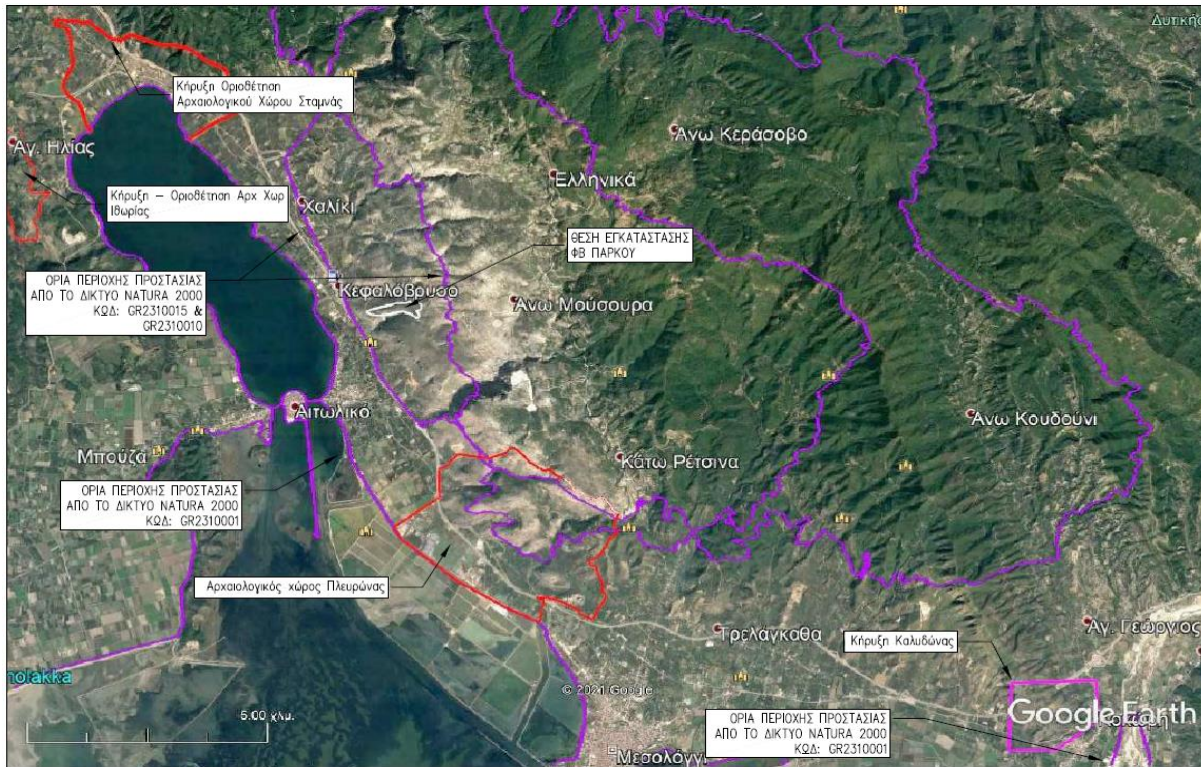 Δυτικής
Κήρυξη Οριοθέτηση
Αρχαιολογικού Χώρου Σταμνάς
Αγ. Ηλίας
Άνω Κεράσοβο
Ελληνικά
Κήρυξη – Οριοθέτηση Αρχ Χωρ
Ιθωρίας
Χαλίκι
ΘΕΣΗ ΕΓΚΑΤΑΣΤΑΣΗΣ
ΦΒ ΠΑΡΚΟΥ
ΟΡΙΑ ΠΕΡΙΟΧΗΣ ΠΡΟΣΤΑΣΙΑΣ
ΑΠΟ ΤΟ ΔΙΚΤΥΟ NATURA 2000
ΚΩΔ: GR2310015 &
GR2310010
Κεφαλόβρυσο
Άνω Μούσουρα
Αιτωλικό
Άνω Κουδούνι
Μπούζα
Κάτω Ρέτσινα
ΟΡΙΑ ΠΕΡΙΟΧΗΣ ΠΡΟΣΤΑΣΙΑΣ
ΑΠΟ ΤΟ ΔΙΚΤΥΟ NATURA 2000
ΚΩΔ: GR2310001
Αρχαιολογικός χώρος Πλευρώνας
Τρελάγκαθα
Αγ. Γεώργιος
Κήρυξη Καλυδώνας
holakka
© 2021 Google
5.00 χλμ.
Google Earth
ΟΡΙΑ ΠΕΡΙΟΧΗΣ ΠΡΟΣΤΑΣΙΑΣ
ΑΠΟ ΤΟ ΔΙΚΤΥΟ NATURA 2000
ΚΩΔ: GR2310001
Μεσολόγγι